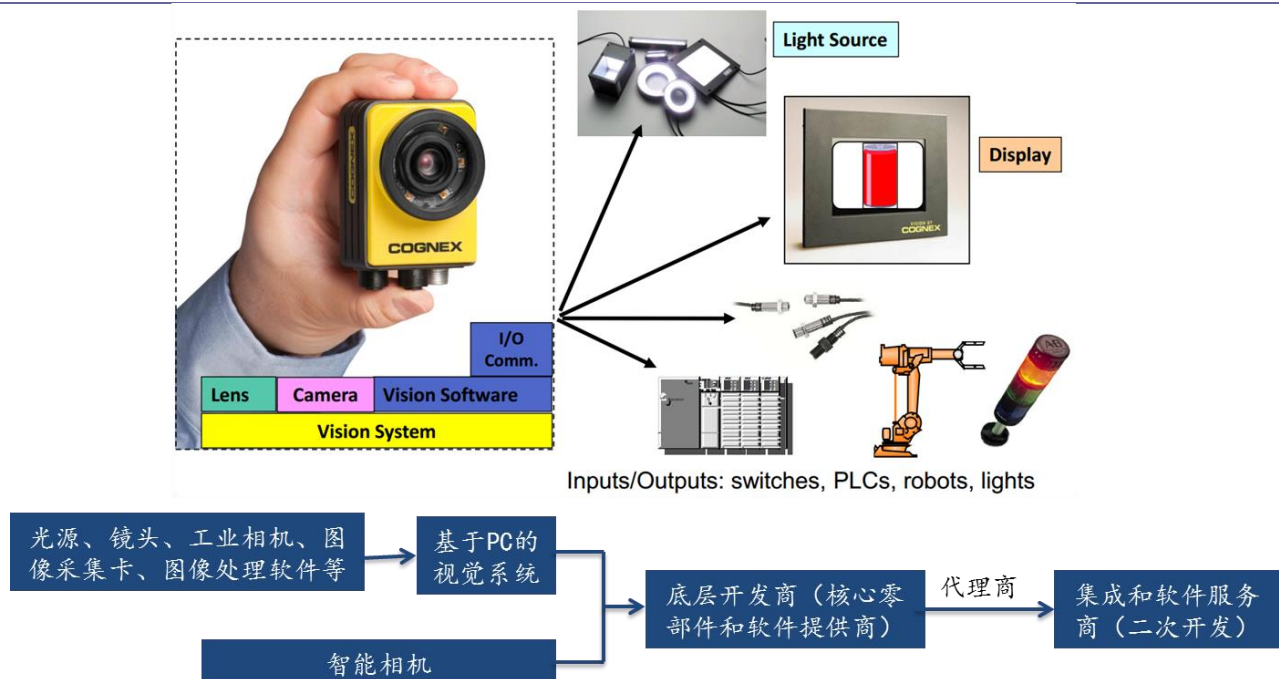 Light Source
Display
VISION BY
COGNEX
COGNEX
COGNEX
I/O
Comm.
Lens
Camera
Vision Software
Vision System
AB
Inputs/Outputs: switches, PLCs, robots, lights
光源、镜头、工业相机、图
像采集卡、图像处理软件等
基于PC的
视觉系统
智能相机
底层开发商（核心零
部件和软件提供商）
代理商
集成和软件服务
商（二次开发）